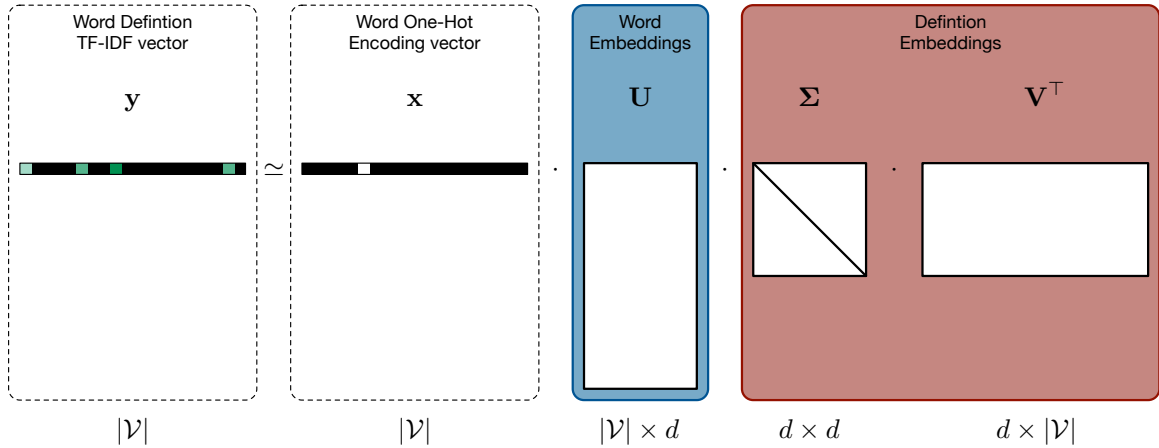 Word Defintion
TF-IDF vector
Word One-Hot
Encoding vector
Word
Embeddings
Defintion
Embeddings
y
x
U
Σ
V⊤
≃
·
·
·
|𝒱|
|𝒱|
|𝒱| × d
d × d
d × |𝒱|